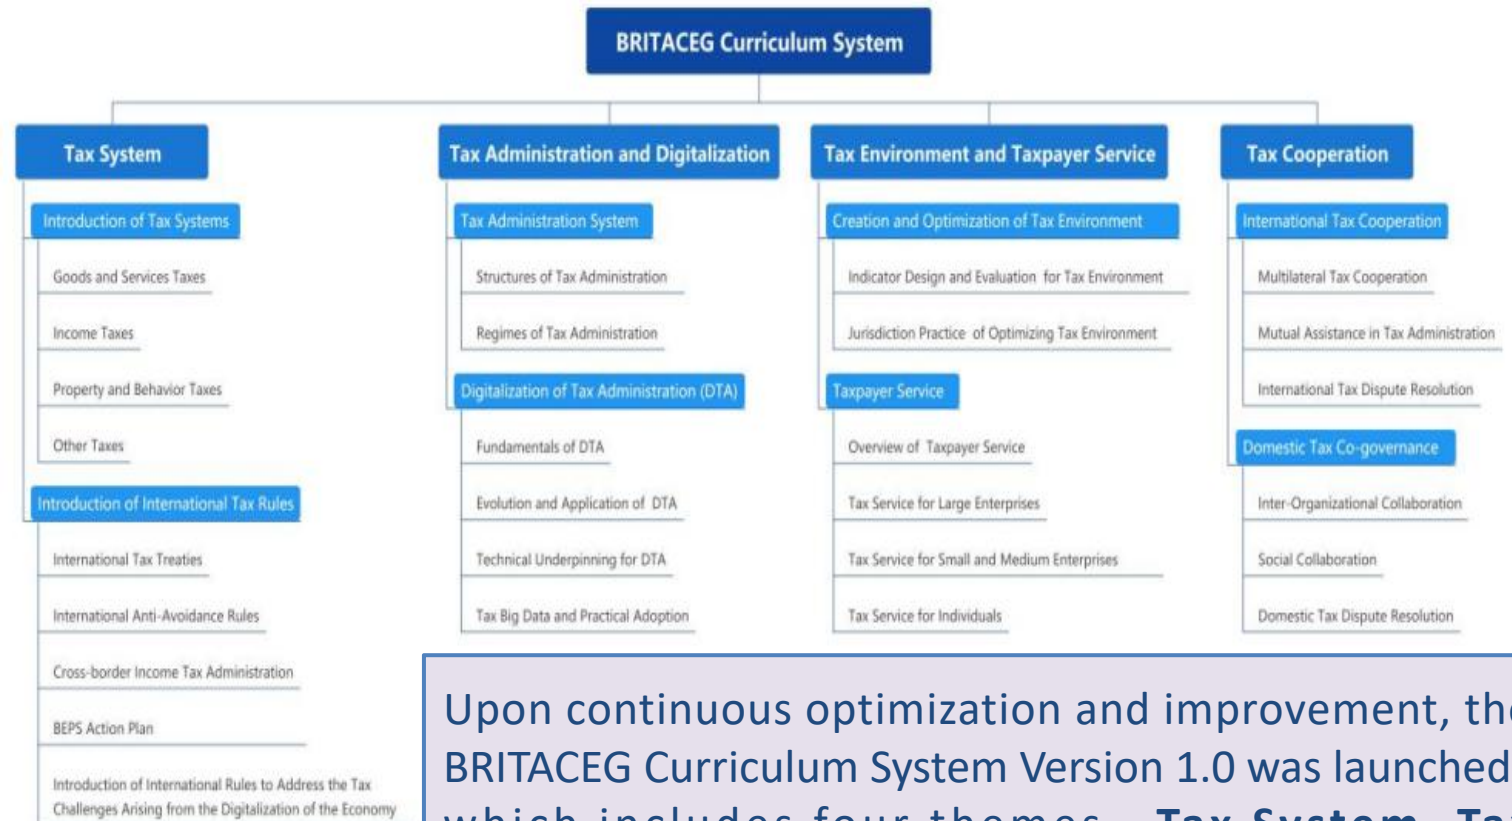 BRITACEG Curriculum System
Tax System
Introduction of Tax Systems
Goods and Services Taxes
Income Taxes
Property and Behavior Taxes
Other Taxes
Introduction of International Tax Rules
International Tax Treaties
International Anti-Avoidance Rules
Cross-border Income Tax Administration
BEPS Action Plan
Introduction of International Rules to Address the Tax
Challenges Arising from the Digitalization of the Economy
Tax Administration and Digitalization
Tax Administration System
Structures of Tax Administration
Regimes of Tax Administration
Digitalization of Tax Administration (DTA)
Fundamentals of DTA
Evolution and Application of DTA
Technical Underpinning for DTA
Tax Big Data and Practical Adoption
Tax Environment and Taxpayer Service
Creation and Optimization of Tax Environment
Indicator Design and Evaluation for Tax Environment
Jurisdiction Practice of Optimizing Tax Environment
Taxpayer Service
Overview of Taxpayer Service
Tax Service for Large Enterprises
Tax Service for Small and Medium Enterprises
Tax Service for Individuals
Tax Cooperation
International Tax Cooperation
Multilateral Tax Cooperation
Mutual Assistance in Tax Administration
International Tax Dispute Resolution
Domestic Tax Co-governance
Inter-Organizational Collaboration
Social Collaboration
Domestic Tax Dispute Resolution
Upon continuous optimization and improvement, the
BRITACEG Curriculum System Version 1.0 was launched
which includes four themes
Tax System